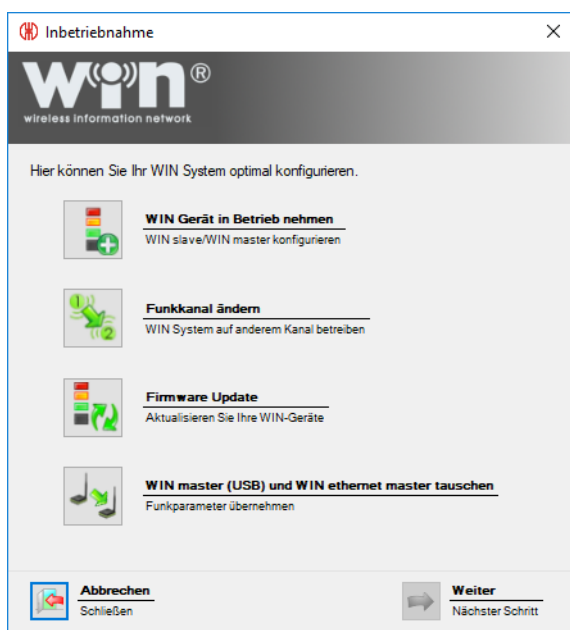 Inbetriebnahme
WIN®
wireless information network
Hier können Sie Ihr WIN System optimal konfigurieren.
WIN Gerät in Betrieb nehmen
WIN slave/WIN master konfigurieren
1
2
Funkkanal ändern
WIN System auf anderem Kanal betreiben
Firmware Update
Aktualisieren Sie Ihre WIN-Geräte
WIN master (USB) und WIN ethernet master tauschen
Funkparameter übernehmen
Abbrechen
Schließen
Weiter
Nächster Schritt